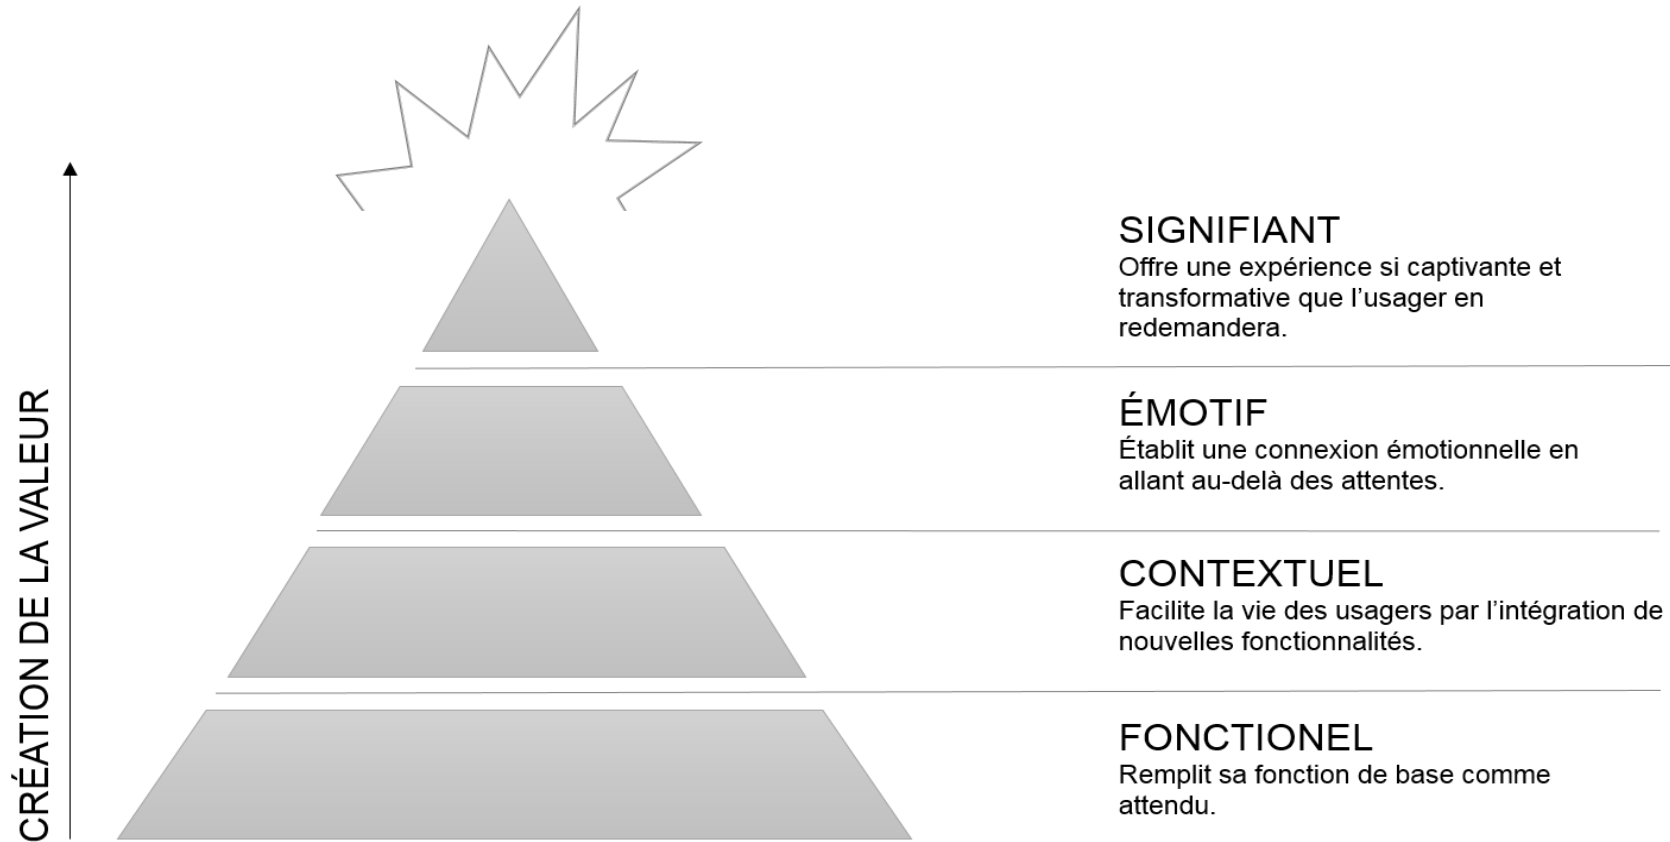 CRÉATION DE LA VALEUR
SIGNIFIANT
Offre une expérience si captivante et
transformative que l’usager en
redemandera.
ÉMOTIF
Établit une connexion émotionnelle en
allant au-delà des attentes.
CONTEXTUEL
Facilite la vie des usagers par l’intégration de
nouvelles fonctionnalités.
FONCTIONEL
Remplit sa fonction de base comme
attendu.